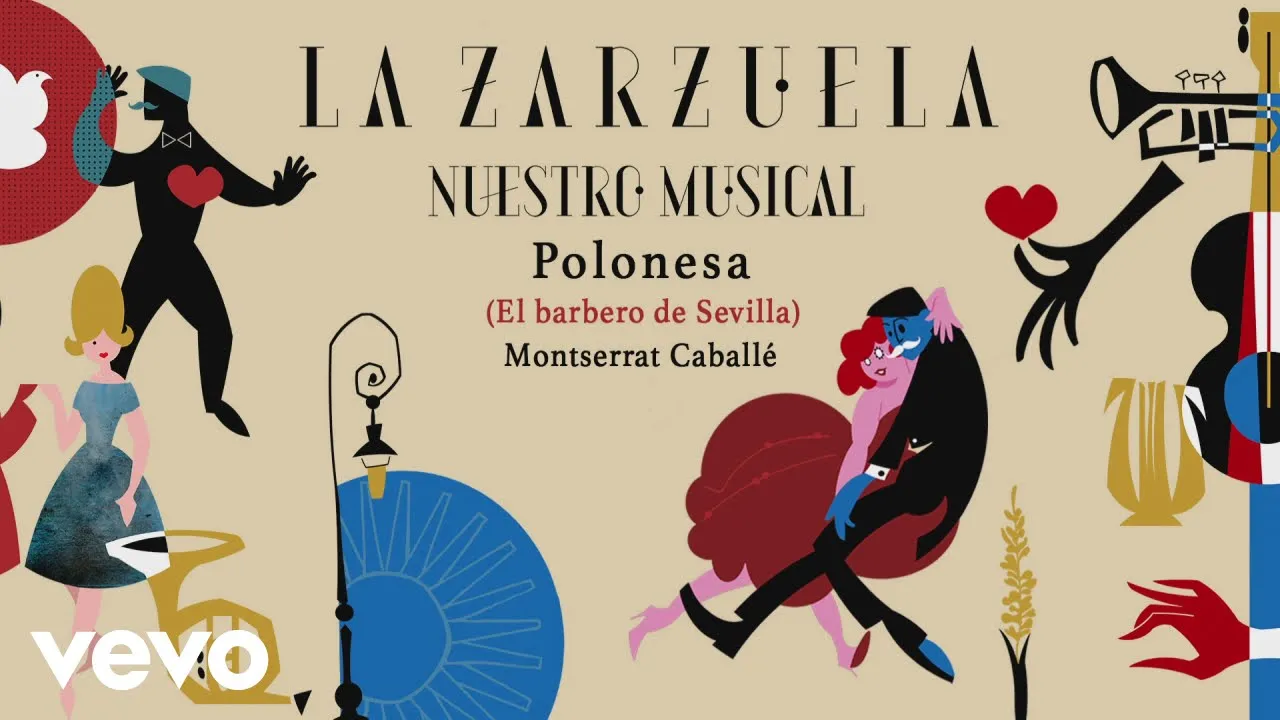 LA ZARZUELA
NUESTRO MUSICAL
Polonesa
(El barbero de Sevilla)
Montserrat Caballé
vevo